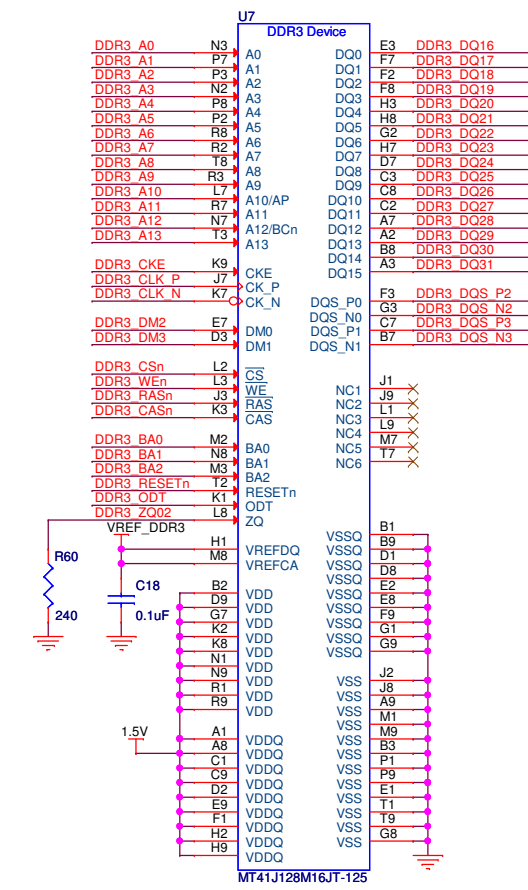 U7
DDR3 Device
DDR3_A0 N3 A0 DQ0 E3 DDR3_DQ16
DDR3_A1 P7 A1 DQ1 F7 DDR3_DQ17
DDR3_A2 P3 A2 DQ2 F2 DDR3_DQ18
DDR3_A3 N2 A3 DQ3 F8 DDR3_DQ19
DDR3_A4 P8 A4 DQ4 H3 DDR3_DQ20
DDR3_A5 P2 A5 DQ5 H8 DDR3_DQ21
DDR3_A6 R8 A6 DQ6 G2 DDR3_DQ22
DDR3_A7 R2 A7 DQ7 H7 DDR3_DQ23
DDR3_A8 T8 A8 DQ8 D7 DDR3_DQ24
DDR3_A9 R3 A9 DQ9 C3 DDR3_DQ25
DDR3_A10 L7 A10/AP DQ10 C8 DDR3_DQ26
DDR3_A11 R7 A11 DQ11 C2 DDR3_DQ27
DDR3_A12 N7 A12/BCn DQ12 A7 DDR3_DQ28
DDR3_A13 T3 A13 DQ13 A2 DDR3_DQ29
DQ14 B8 DDR3_DQ30
DDR3_CKE K9 CKE DQ15 A3 DDR3_DQ31
DDR3_CLK_P J7 CK_P
DDR3_CLK_N K7 CK_N DQS_P0 F3 DDR3_DQS_P2
DQS_N0 G3 DDR3_DQS_N2
DDR3_DM2 E7 DM0 DQS_P1 C7 DDR3_DQS_P3
DDR3_DM3 D3 DM1 DQS_N1 B7 DDR3_DQS_N3
DDR3_CSn L2 CS
DDR3_WEn L3 WE NC1 J1
DDR3_RASn J3 RAS NC2 J9
DDR3_CASn K3 CAS NC3 L1
NC4 L9
DDR3_BA0 M2 BA0 NC5 M7
DDR3_BA1 N8 BA1 NC6 T7
DDR3_BA2 M3 BA2
DDR3_RESETn T2 RESETn
DDR3_ODT K1 ODT
DDR3_ZQ02 L8 ZQ
VREF_DDR3 VSSQ B1
H1 VREFDQ VSSQ B9
M8 VREFCA VSSQ D1
R60 VSSQ D8
C18 B2 VDD VSSQ E2
D9 VDD VSSQ E8
240 0.1uF G7 VDD VSSQ F9
K2 VDD VSSQ G1
K8 VDD VSSQ G9
N1 VDD
N9 VDD VSS J2
R1 VDD VSS J8
R9 VDD VSS A9
VSS M1
1.5V A1 VDDQ VSS M9
A8 VDDQ VSS B3
C1 VDDQ VSS P1
C9 VDDQ VSS P9
D2 VDDQ VSS E1
E9 VDDQ VSS T1
F1 VDDQ VSS T9
H2 VDDQ VSS G8
H9 VDDQ
MT41J128M16JT-125